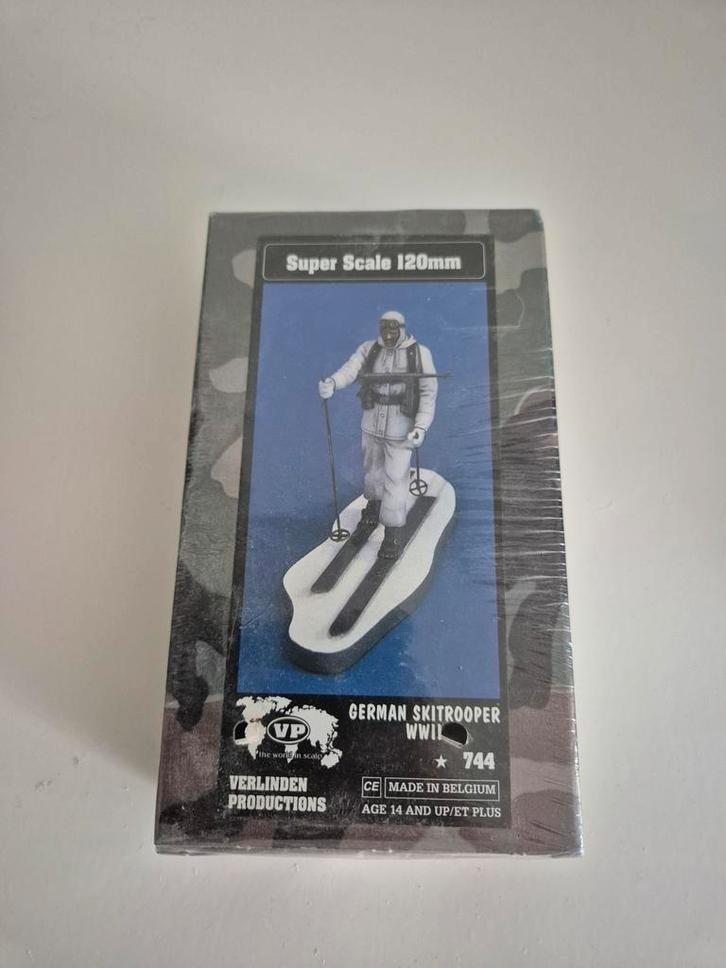 Super Scale 120mm
VP
the world in scale
GERMAN SKITROOPER
WWII
★ 744
VERLINDEN
PRODUCTIONS
CE MADE IN BELGIUM
AGE 14 AND UP/ET PLUS